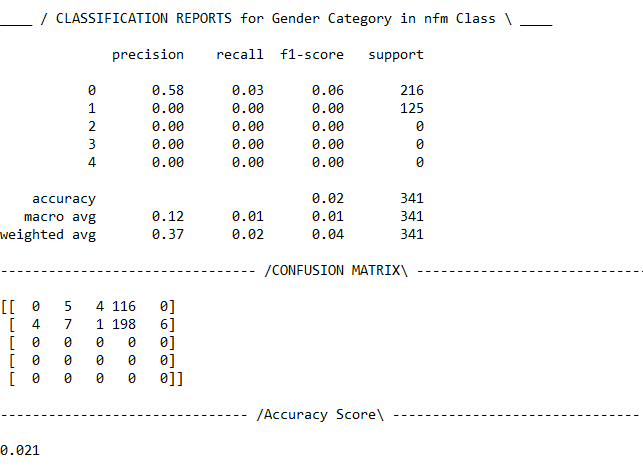 ____ / CLASSIFICATION REPORTS for Gender Category in nfm Class \ ____
precision recall f1-score support
0 0.58 0.03 0.06 216
1 0.00 0.00 0.00 125
2 0.00 0.00 0.00 0
3 0.00 0.00 0.00 0
4 0.00 0.00 0.00 0
accuracy 0.02 341
macro avg 0.12 0.01 0.01 341
weighted avg 0.37 0.02 0.04 341
-------------------------------- /CONFUSION MATRIX\ -----------------------------
[[ 0 5 4 116 0]
[ 4 7 1 198 6]
[ 0 0 0 0 0]
[ 0 0 0 0 0]
[ 0 0 0 0 0]]
------------------------------- /Accuracy Score\ -------------------------------
0.021